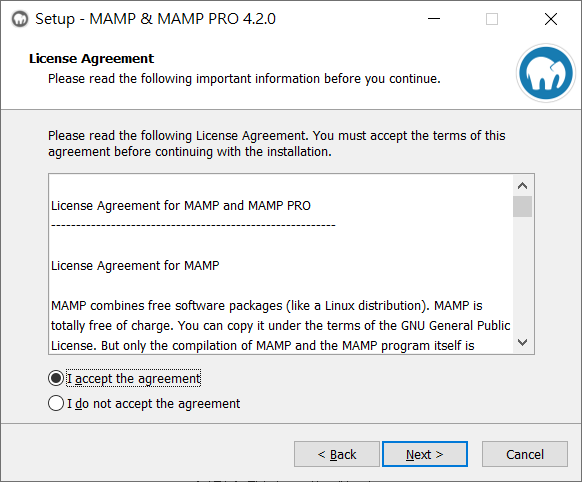 Setup - MAMP & MAMP PRO 4.2.0
License Agreement
Please read the following important information before you continue.
Please read the following License Agreement. You must accept the terms of this
agreement before continuing with the installation.
License Agreement for MAMP and MAMP PRO
---------------------------------------------------------
License Agreement for MAMP
MAMP combines free software packages (like a Linux distribution). MAMP is
totally free of charge. You can copy it under the terms of the GNU General Public
License. But only the compilation of MAMP and the MAMP program itself is
I accept the agreement
I do not accept the agreement
< Back Next > Cancel